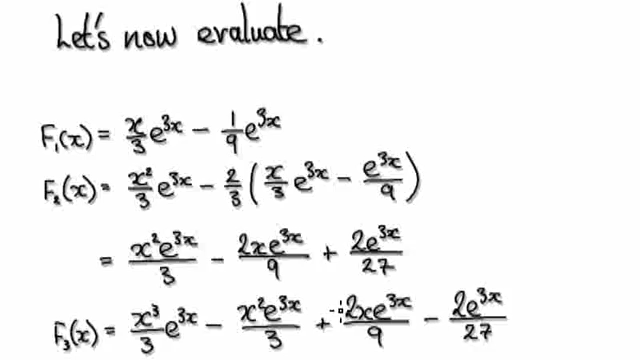 Let's now evaluate.
F₁(x) = x/3 e^{3x} − 1/9 e^{3x}
F₂(x) = x²/3 e^{3x} − 2/3 ( x/3 e^{3x} − e^{3x}/9 )
= x²e^{3x}/3 − 2xe^{3x}/9 + 2e^{3x}/27
F₃(x) = x³/3 e^{3x} − x²e^{3x}/3 + 2xe^{3x}/9 − 2e^{3x}/27